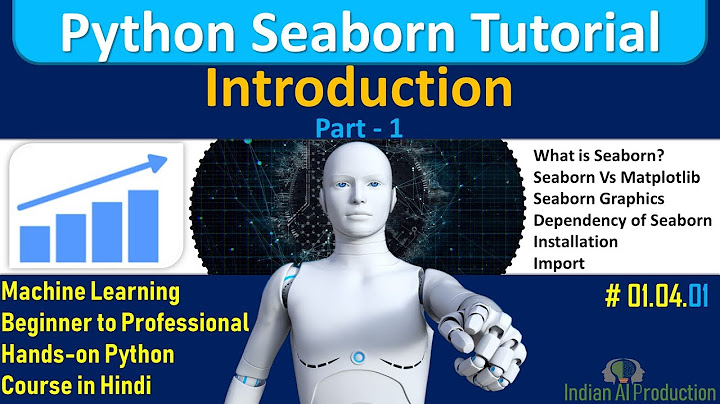 Python Seaborn Tutorial
Introduction
Part - 1
What is Seaborn?
Seaborn Vs Matplotlib
Seaborn Graphics
Dependency of Seaborn
Installation
Import
Machine Learning
Beginner to Professional
Hands-on Python
Course in Hindi
# 01.04.01
Indian AI Production